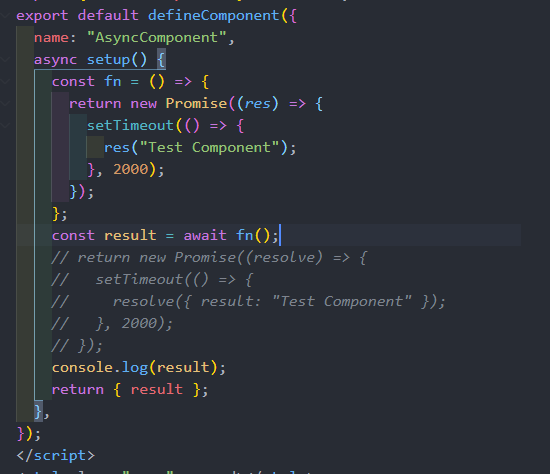 export default defineComponent({
  name: "AsyncComponent",
  async setup() {
    const fn = () => {
      return new Promise((res) => {
        setTimeout(() => {
          res("Test Component");
        }, 2000);
      });
    };
    const result = await fn();
    // return new Promise((resolve) => {
    //   setTimeout(() => {
    //     resolve({ result: "Test Component" });
    //   }, 2000);
    // });
    console.log(result);
    return { result };
  },
});
</script>